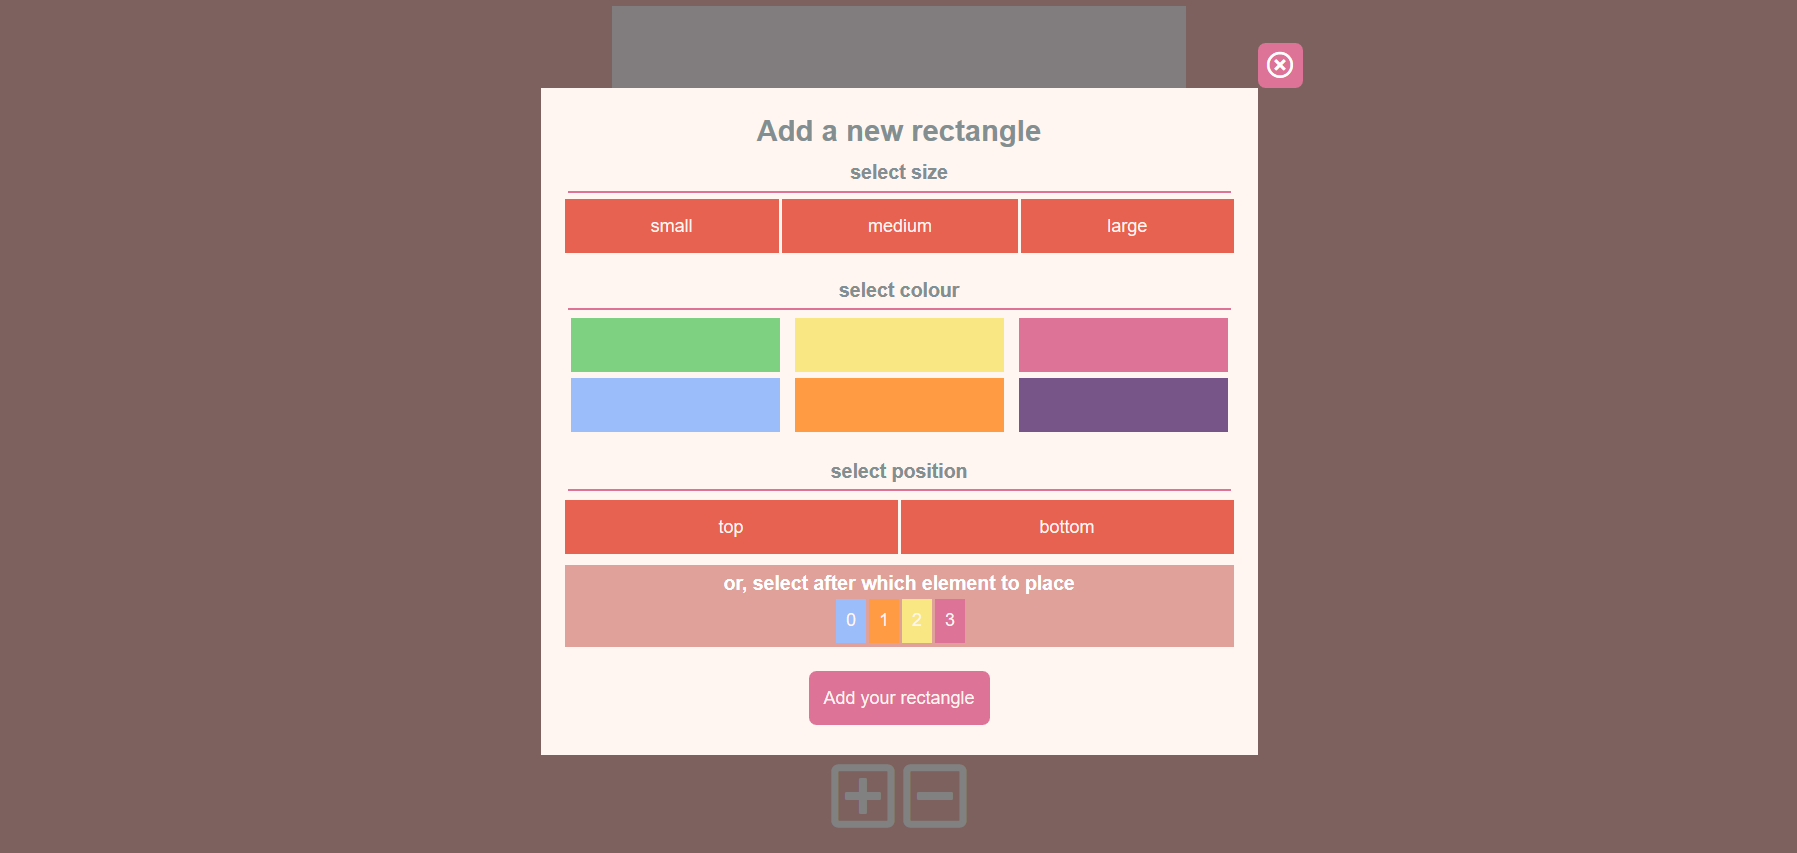 Add a new rectangle
select size
small medium large
select colour
select position
top bottom
or, select after which element to place
0 1 2 3
Add your rectangle